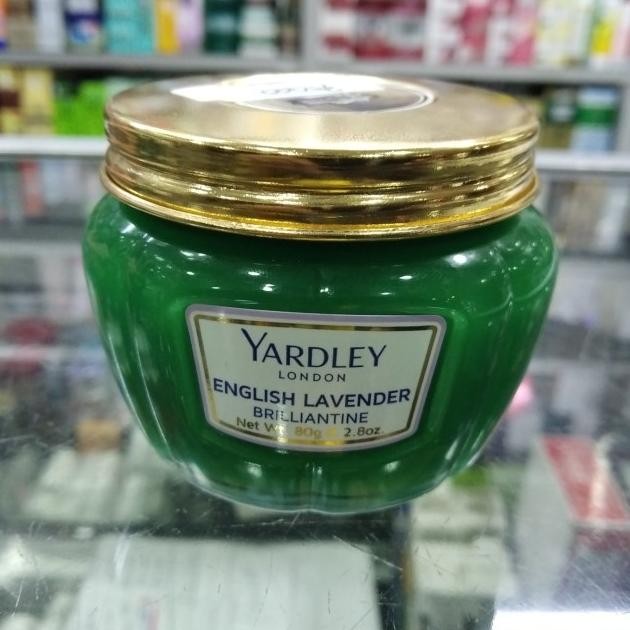 YARDLEY
LONDON
ENGLISH LAVENDER
BRILLIANTINE
Net Wt. 80g e 2.8oz.